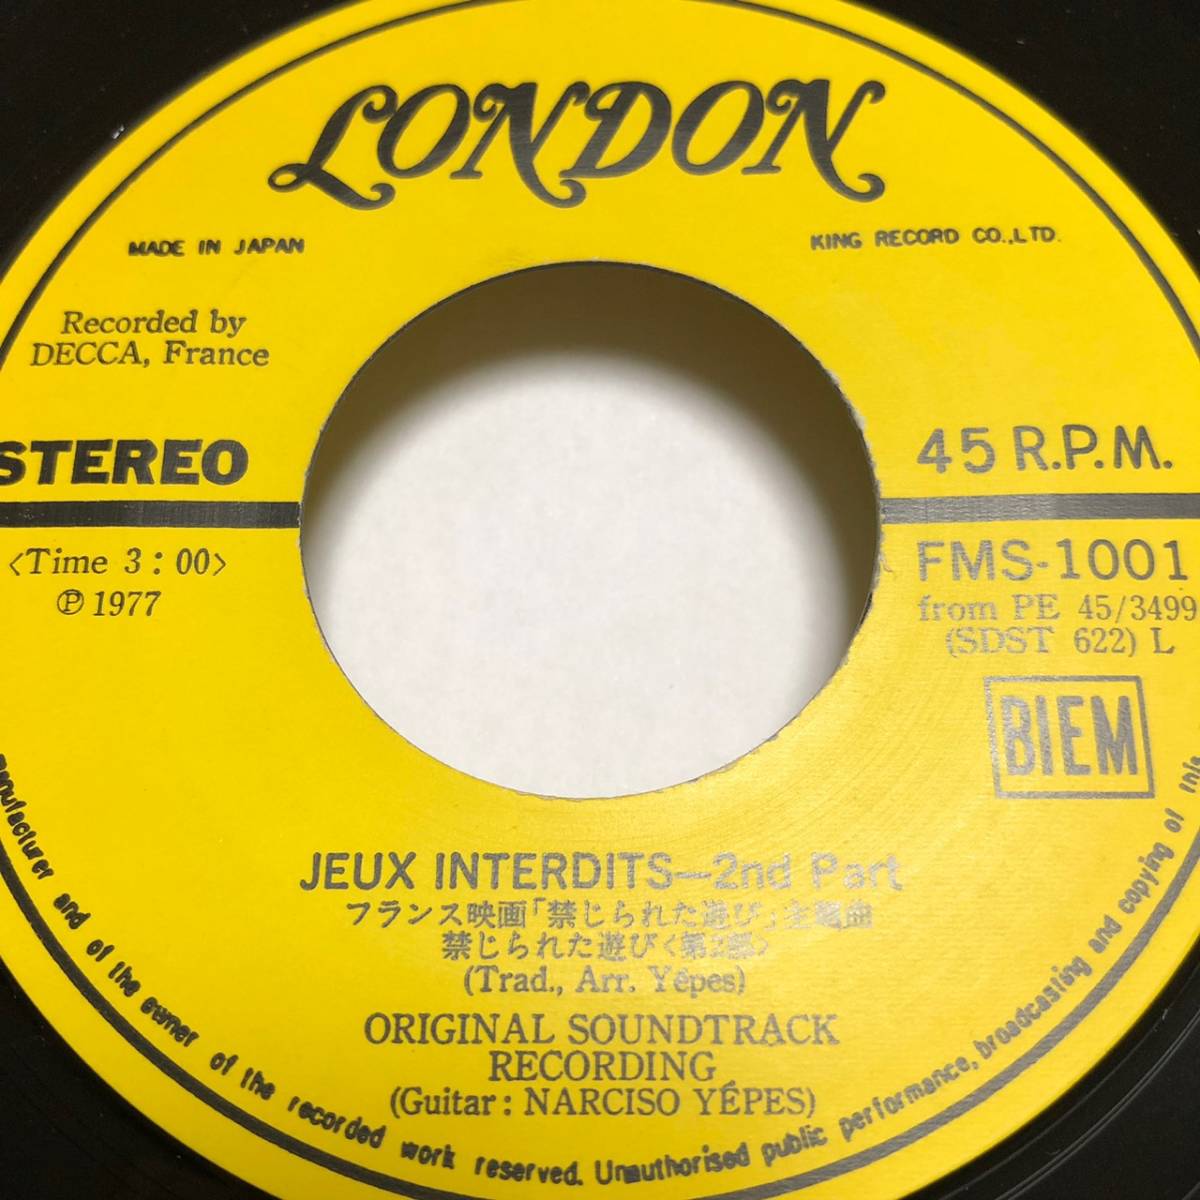 LONDON
MADE IN JAPAN
KING RECORD CO.,LTD.
Recorded by
DECCA, France
STEREO
45 R.P.M.
<Time 3 : 00>
Ⓟ 1977
FMS-1001
from PE 45/3499
(SDST 622) L
BIEM
JEUX INTERDITS—2nd Part
フランス映画「禁じられた遊び」主題曲
禁じられた遊び<第2部>
(Trad., Arr. Yépes)
ORIGINAL SOUNDTRACK
RECORDING
(Guitar : NARCISO YÉPES)
manufacturer and of the owner of the recorded work reserved. Unauthorised public performance, broadcasting and copying of this